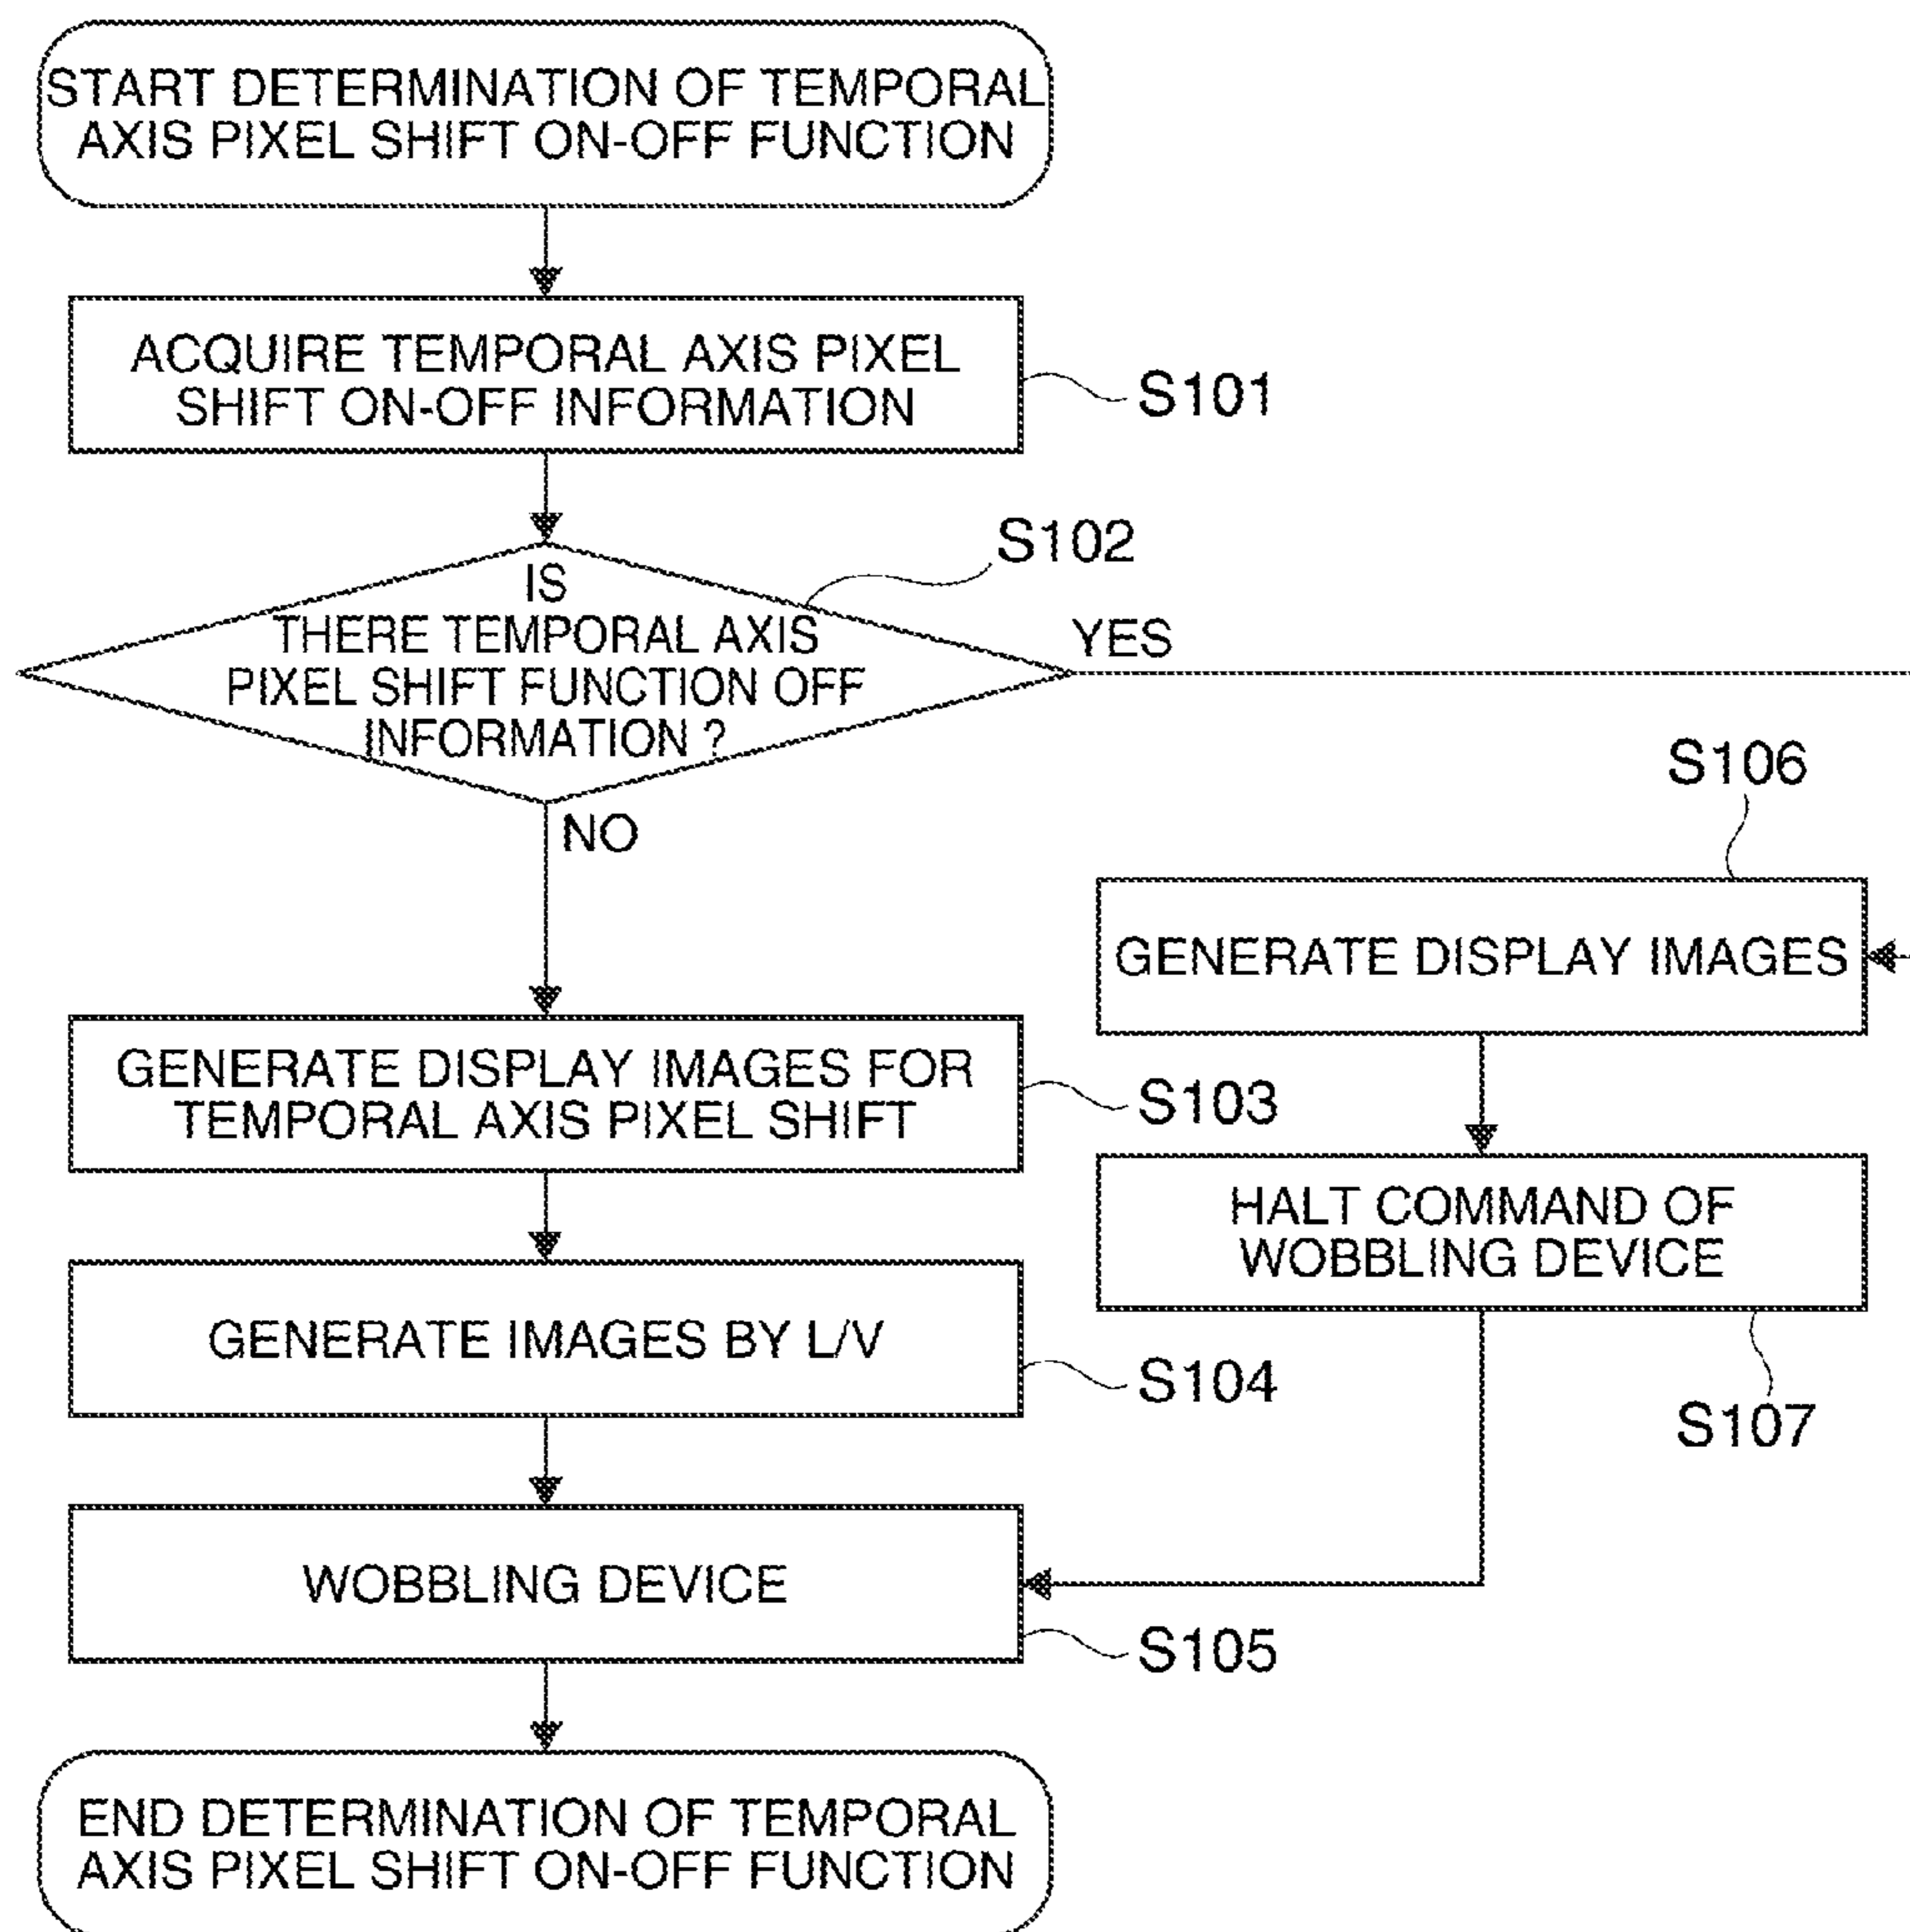 START DETERMINATION OF TEMPORAL
AXIS PIXEL SHIFT ON-OFF FUNCTION
ACQUIRE TEMPORAL AXIS PIXEL
SHIFT ON-OFF INFORMATION
S101
S102
IS
THERE TEMPORAL AXIS
PIXEL SHIFT FUNCTION OFF
INFORMATION ?
YES
NO
S106
GENERATE DISPLAY IMAGES
GENERATE DISPLAY IMAGES FOR
TEMPORAL AXIS PIXEL SHIFT
S103
HALT COMMAND OF
WOBBLING DEVICE
S107
GENERATE IMAGES BY L/V
S104
WOBBLING DEVICE
S105
END DETERMINATION OF TEMPORAL
AXIS PIXEL SHIFT ON-OFF FUNCTION